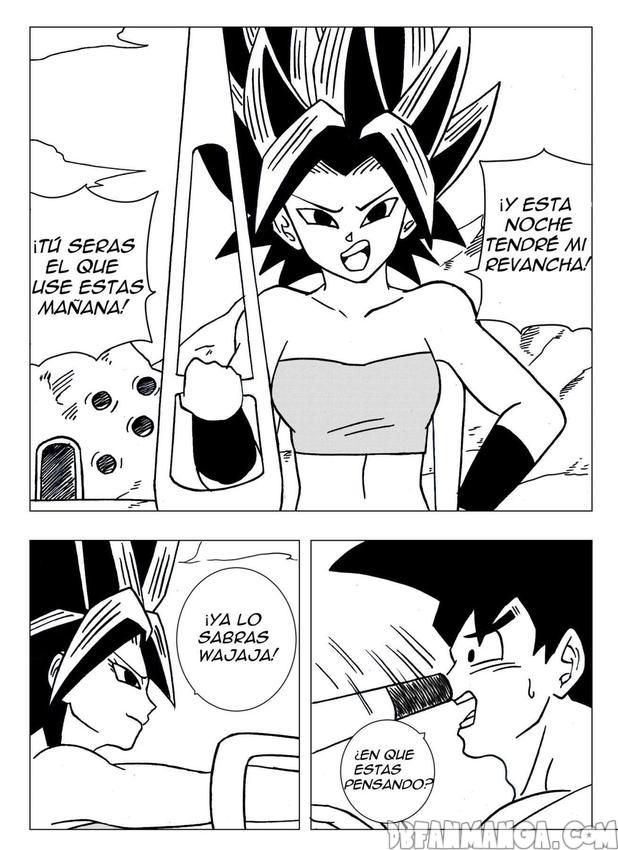 ¡TÚ SERAS
EL QUE
USE ESTAS
MAÑANA!
¡Y ESTA
NOCHE
TENDRÉ MI
REVANCHA!
¡YA LO
SABRAS
WAJAJA!
¿EN QUE
ESTAS
PENSANDO?
DBFANMANGA.COM